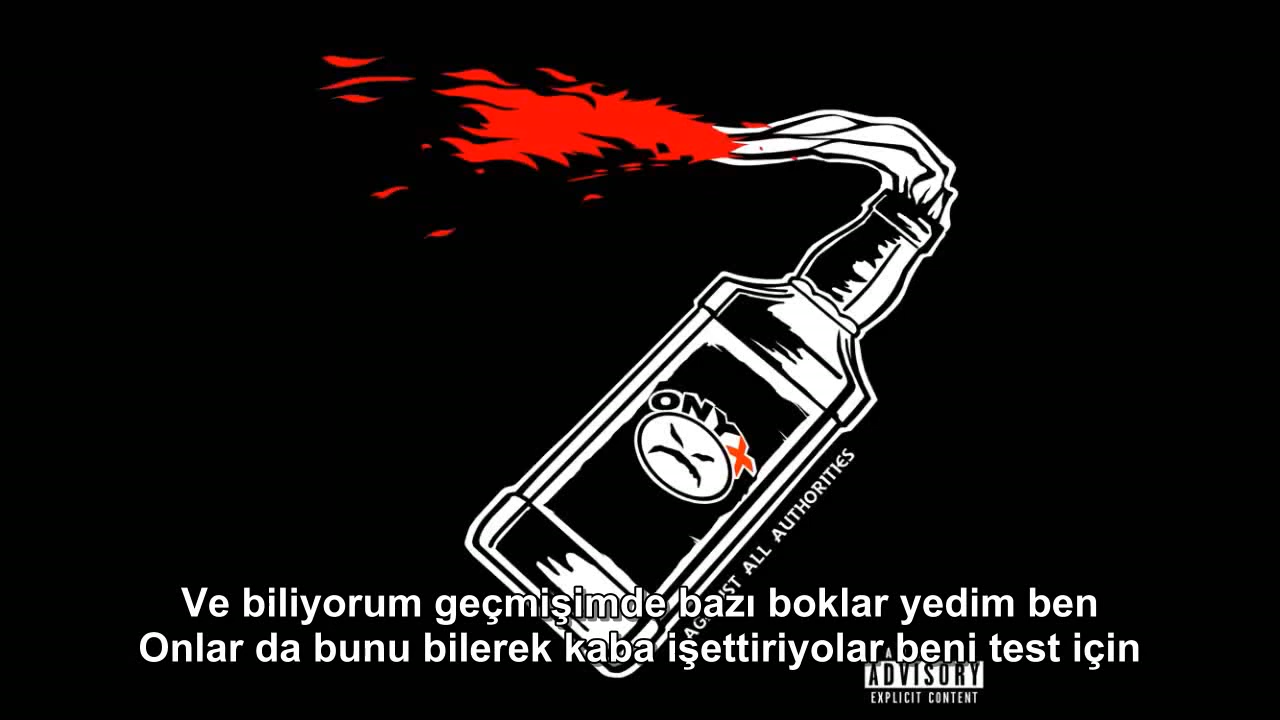 ONYX
AGAINST ALL AUTHORITIES
Ve biliyorum geçmişimde bazı boklar yedim ben
Onlar da bunu bilerek kaba işettiriyolar beni test için
ADVISORY
EXPLICIT CONTENT